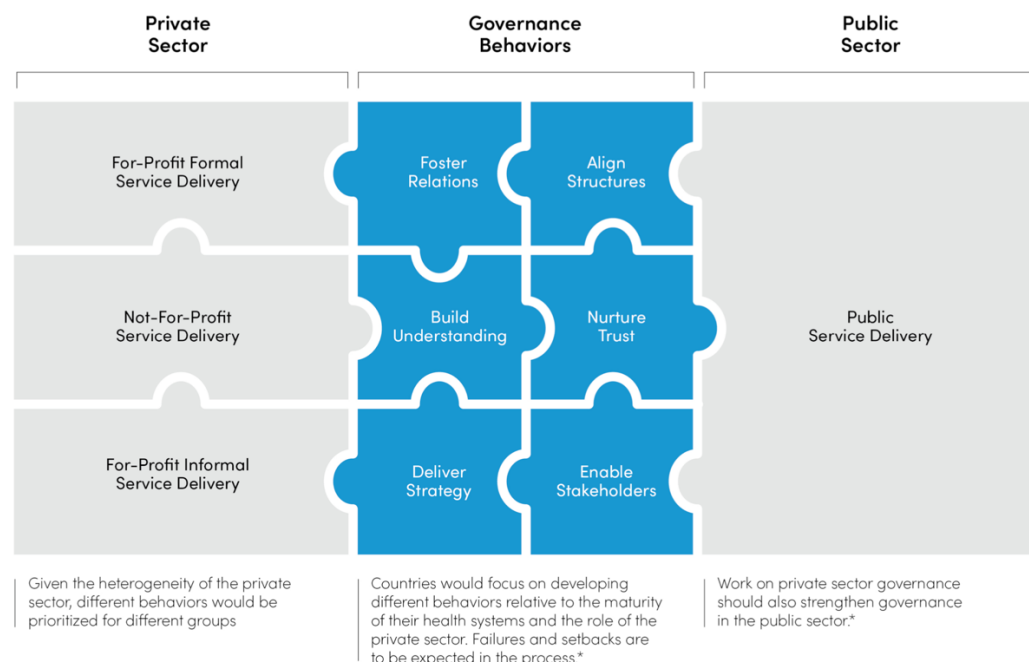 Private
Sector
Governance
Behaviors
Public
Sector
For-Profit Formal
Service Delivery
Foster
Relations
Align
Structures
Not-For-Profit
Service Delivery
Build
Understanding
Nurture
Trust
Public
Service Delivery
For-Profit Informal
Service Delivery
Deliver
Strategy
Enable
Stakeholders
Given the heterogeneity of the private
sector, different behaviors would be
prioritized for different groups
Countries would focus on developing
different behaviors relative to the maturity
of their health systems and the role of the
private sector. Failures and setbacks are
to be expected in the process.*
Work on private sector governance
should also strengthen governance
in the public sector.*